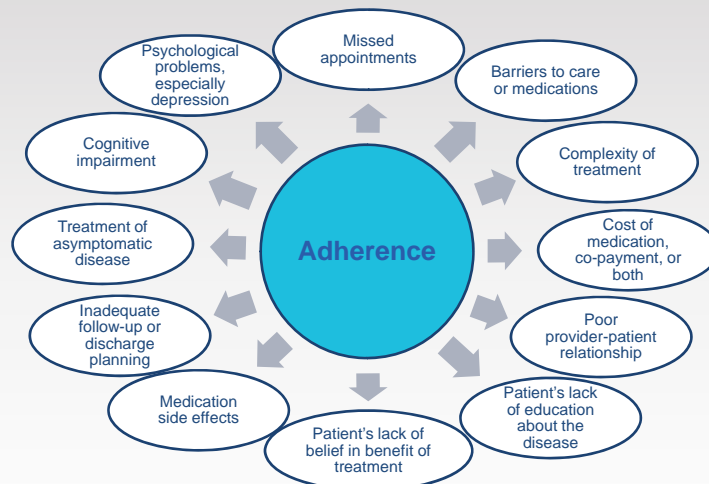 Missed
appointments
Barriers to care
or medications
Complexity of
treatment
Cost of
medication,
co-payment, or
both
Poor
provider-patient
relationship
Patient’s lack
of education
about the
disease
Patient’s lack of
belief in benefit of
treatment
Medication
side effects
Inadequate
follow-up or
discharge
planning
Treatment of
asymptomatic
disease
Cognitive
impairment
Psychological
problems,
especially
depression
Adherence